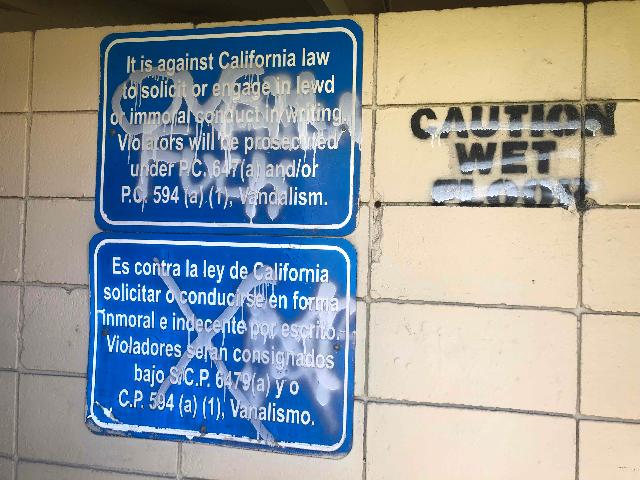 It is against California law
to solicit or engage in lewd
or immoral conduct in writing.
Violators will be prosecuted
under P.C. 647(a) and/or
P.C. 594 (a) (1), Vandalism.
Es contra la ley de California
solicitar o conducirse en forma
inmoral e indecente por escrito.
Violadores seran consignados
bajo S/C.P. 6479(a) y o
C.P. 594 (a) (1), Vanalismo.
CAUTION
WET
FLOOR